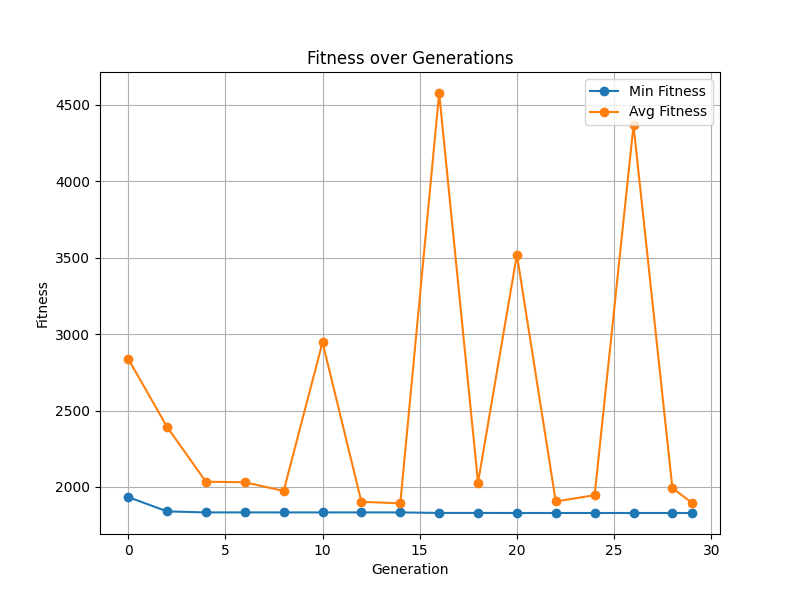 Fitness over Generations
Min Fitness
Avg Fitness
Fitness
4500
4000
3500
3000
2500
2000
0 5 10 15 20 25 30
Generation